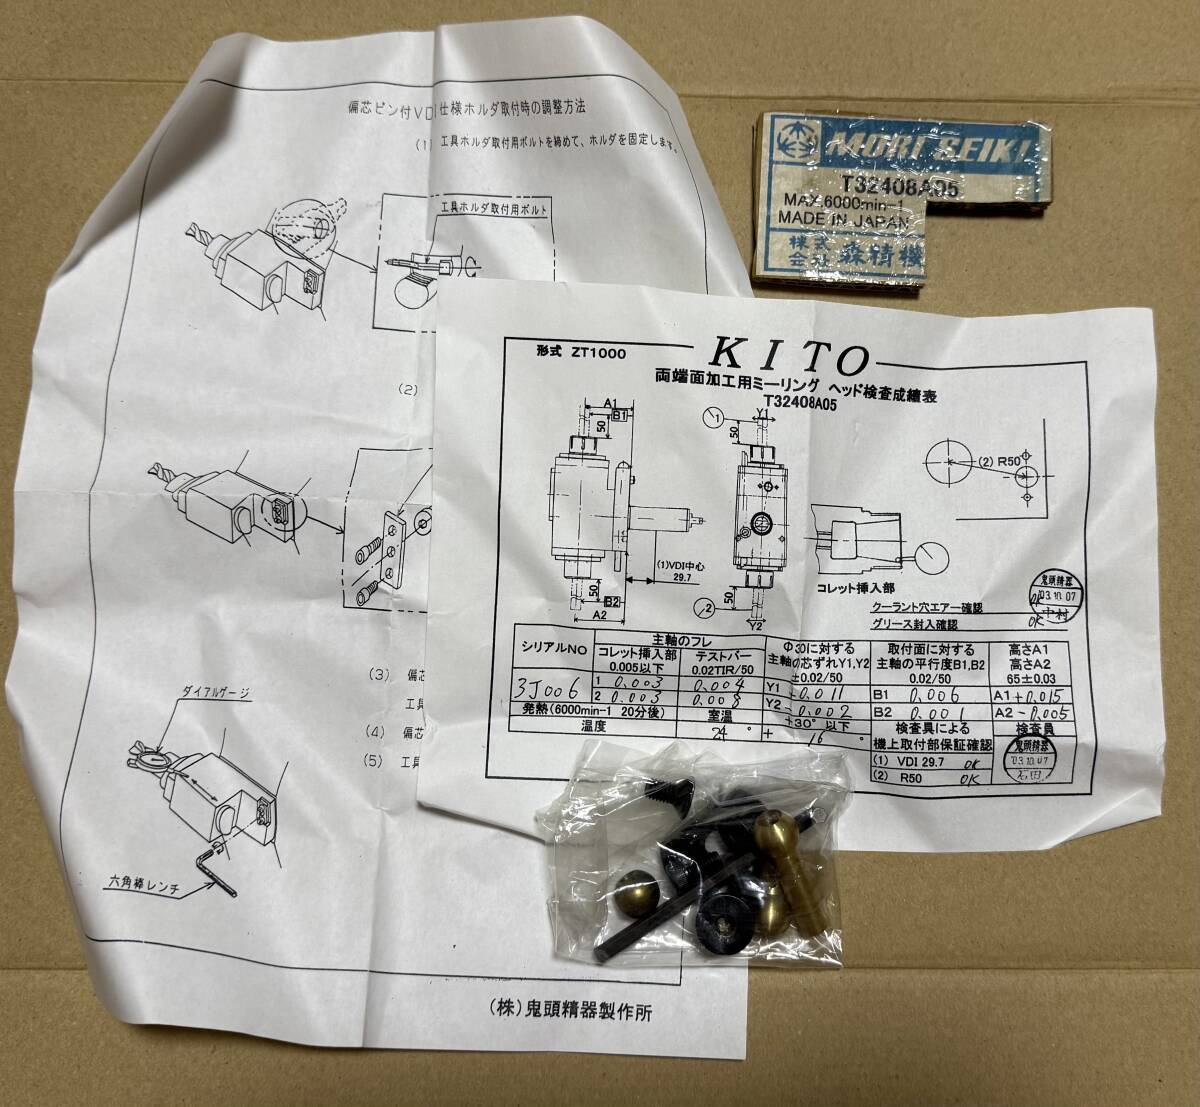 偏芯ピン付VDI仕様ホルダ取付時の調整方法
(1) 工具ホルダ取付用ボルトを締めて、ホルダを固定します。
工具ホルダ取付用ボルト
(2)
(3) 偏芯
工具
(4) 偏芯
(5) 工具
ダイアルゲージ
六角棒レンチ
(株)鬼頭精器製作所
MORI SEIKI
T32408A05
MAX.6000min-1
MADE IN JAPAN
株式
会社 森精機
形式 ZT1000
KITO
両端面加工用ミーリング ヘッド検査成績表
T32408A05
A1
B1
50
(1)VDI中心
29.7
50
B2
A2
1
Y1
50
50
2
Y2
(2) R50
コレット挿入部
クーラント穴エアー確認 OK
グリース封入確認 OK
鬼頭精器
'03.10.07
中村
シリアルNO
3J006
主軸のフレ
コレット挿入部
0.005以下
テストバー
0.02TIR/50
1 0.003 0.004
2 0.003 0.008
Φ30に対する
主軸の芯ずれY1,Y2
±0.02/50
Y1 +0.011
Y2 -0.002
取付面に対する
主軸の平行度B1,B2
0.02/50
B1 0.006
B2 0.001
高さA1
高さA2
65±0.03
A1 +0.015
A2 -0.005
発熱(6000min-1 20分後)
温度
室温
24 °
+30° 以下
+ 16 °
検査具による
機上取付部保証確認
(1) VDI 29.7 OK
(2) R50 OK
検査員
鬼頭精器
'03.10.07
石田